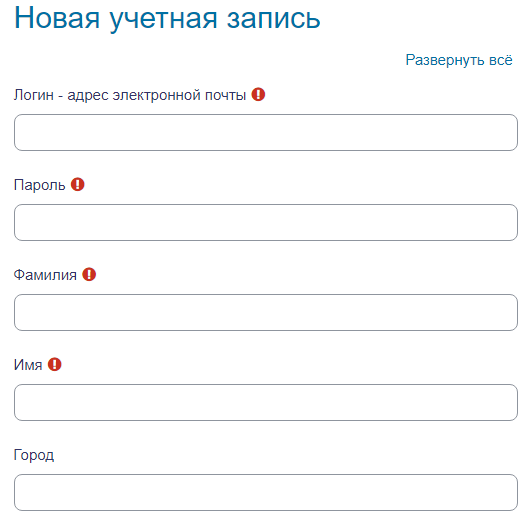 Новая учетная запись
Развернуть всё
Логин - адрес электронной почты
Пароль
Фамилия
Имя
Город